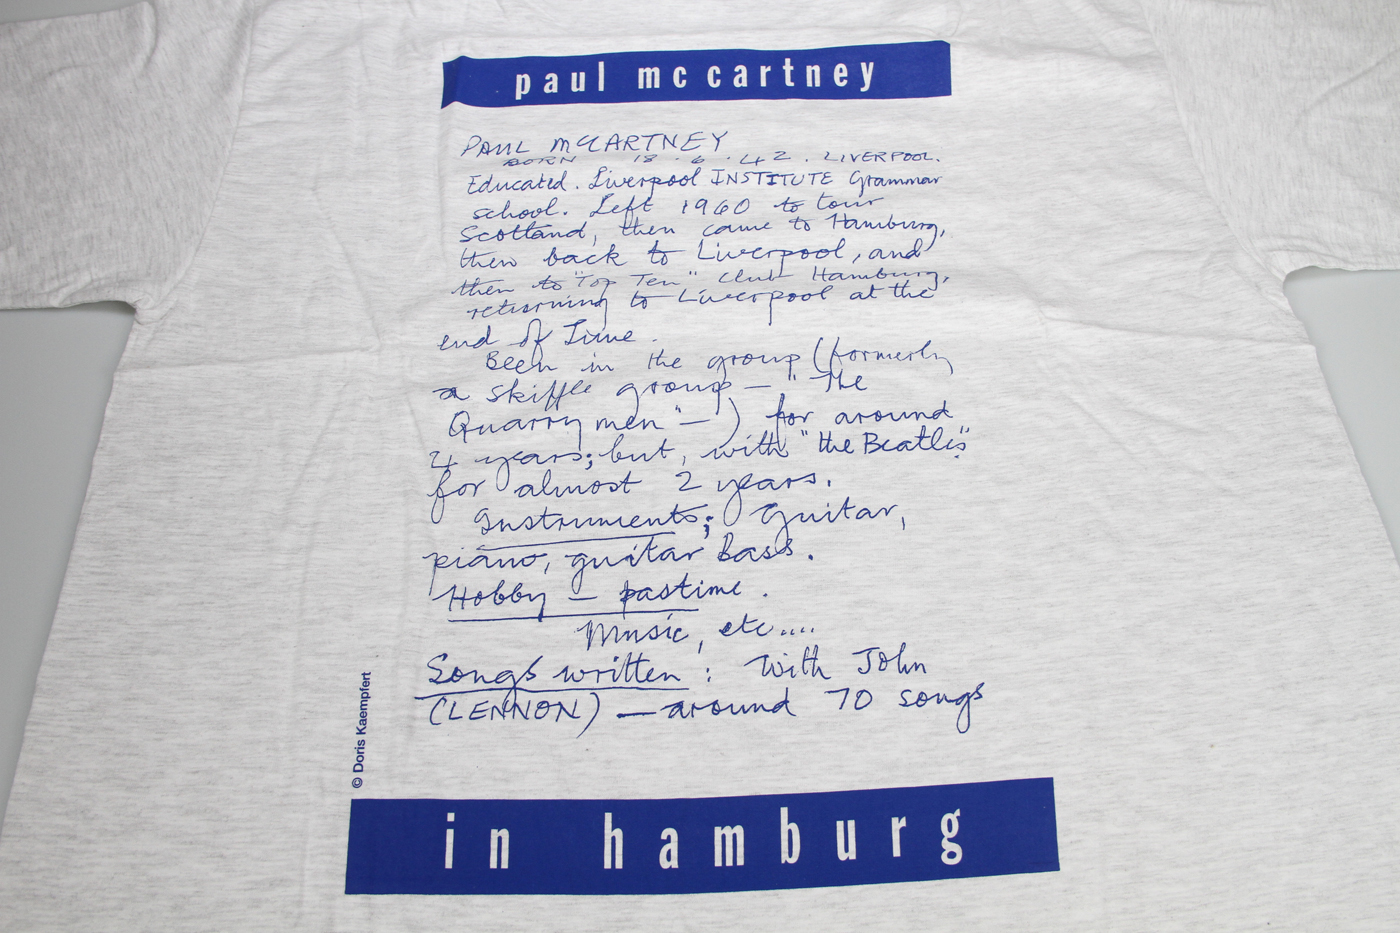 paul mc cartney
PAUL MCCARTNEY
BORN 18.6.42. LIVERPOOL.
Educated. Liverpool INSTITUTE Grammar
school. Left 1960 to tour
Scotland, then came to Hamburg,
then back to Liverpool, and
then to "Top Ten" Club Hamburg,
returning to Liverpool at the
end of June.
Been in the group (formerly
a skiffle group — "the
Quarrymen" —) for around
4 years; but, with "the Beatles"
for almost 2 years.
Instruments; Guitar,
piano, guitar Bass.
Hobby — pastime.
Music, etc....
Songs written: With John
(LENNON) — around 70 songs
© Doris Kaempfert
in hamburg